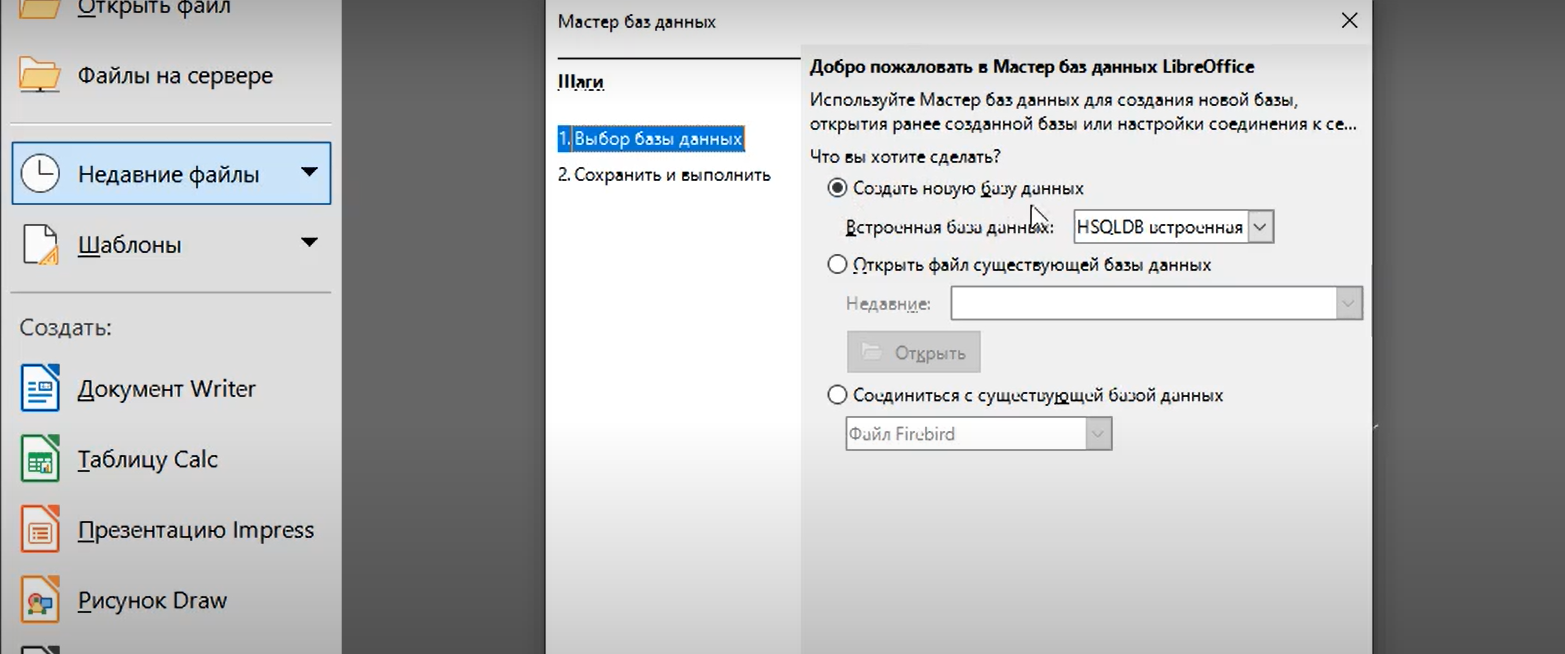 Открыть файл
Файлы на сервере
Недавние файлы
Шаблоны
Создать:
Документ Writer
Таблицу Calc
Презентацию Impress
Рисунок Draw
Мастер баз данных
Шаги
1. Выбор базы данных
2. Сохранить и выполнить
Добро пожаловать в Мастер баз данных LibreOffice
Используйте Мастер баз данных для создания новой базы,
открытия ранее созданной базы или настройки соединения к се...
Что вы хотите сделать?
Создать новую базу данных
Встроенная база данных: HSQLDB встроенная
Открыть файл существующей базы данных
Недавние:
Открыть
Соединиться с существующей базой данных
Файл Firebird